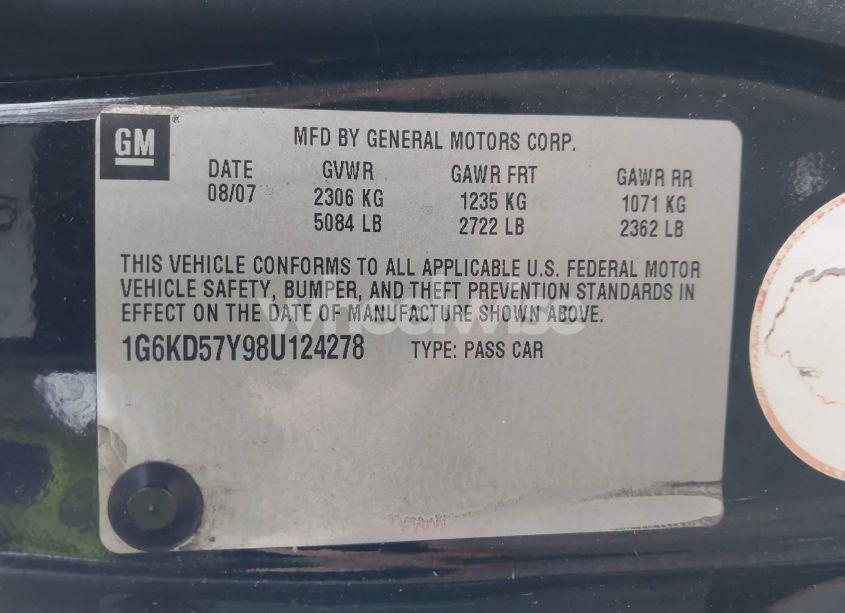 GM
MFD BY GENERAL MOTORS CORP.
DATE GVWR GAWR FRT GAWR RR
08/07 2306 KG 1235 KG 1071 KG
5084 LB 2722 LB 2362 LB
THIS VEHICLE CONFORMS TO ALL APPLICABLE U.S. FEDERAL MOTOR
VEHICLE SAFETY, BUMPER, AND THEFT PREVENTION STANDARDS IN
EFFECT ON THE DATE OF MANUFACTURE SHOWN ABOVE.
wheelwise
1G6KD57Y98U124278 TYPE: PASS CAR